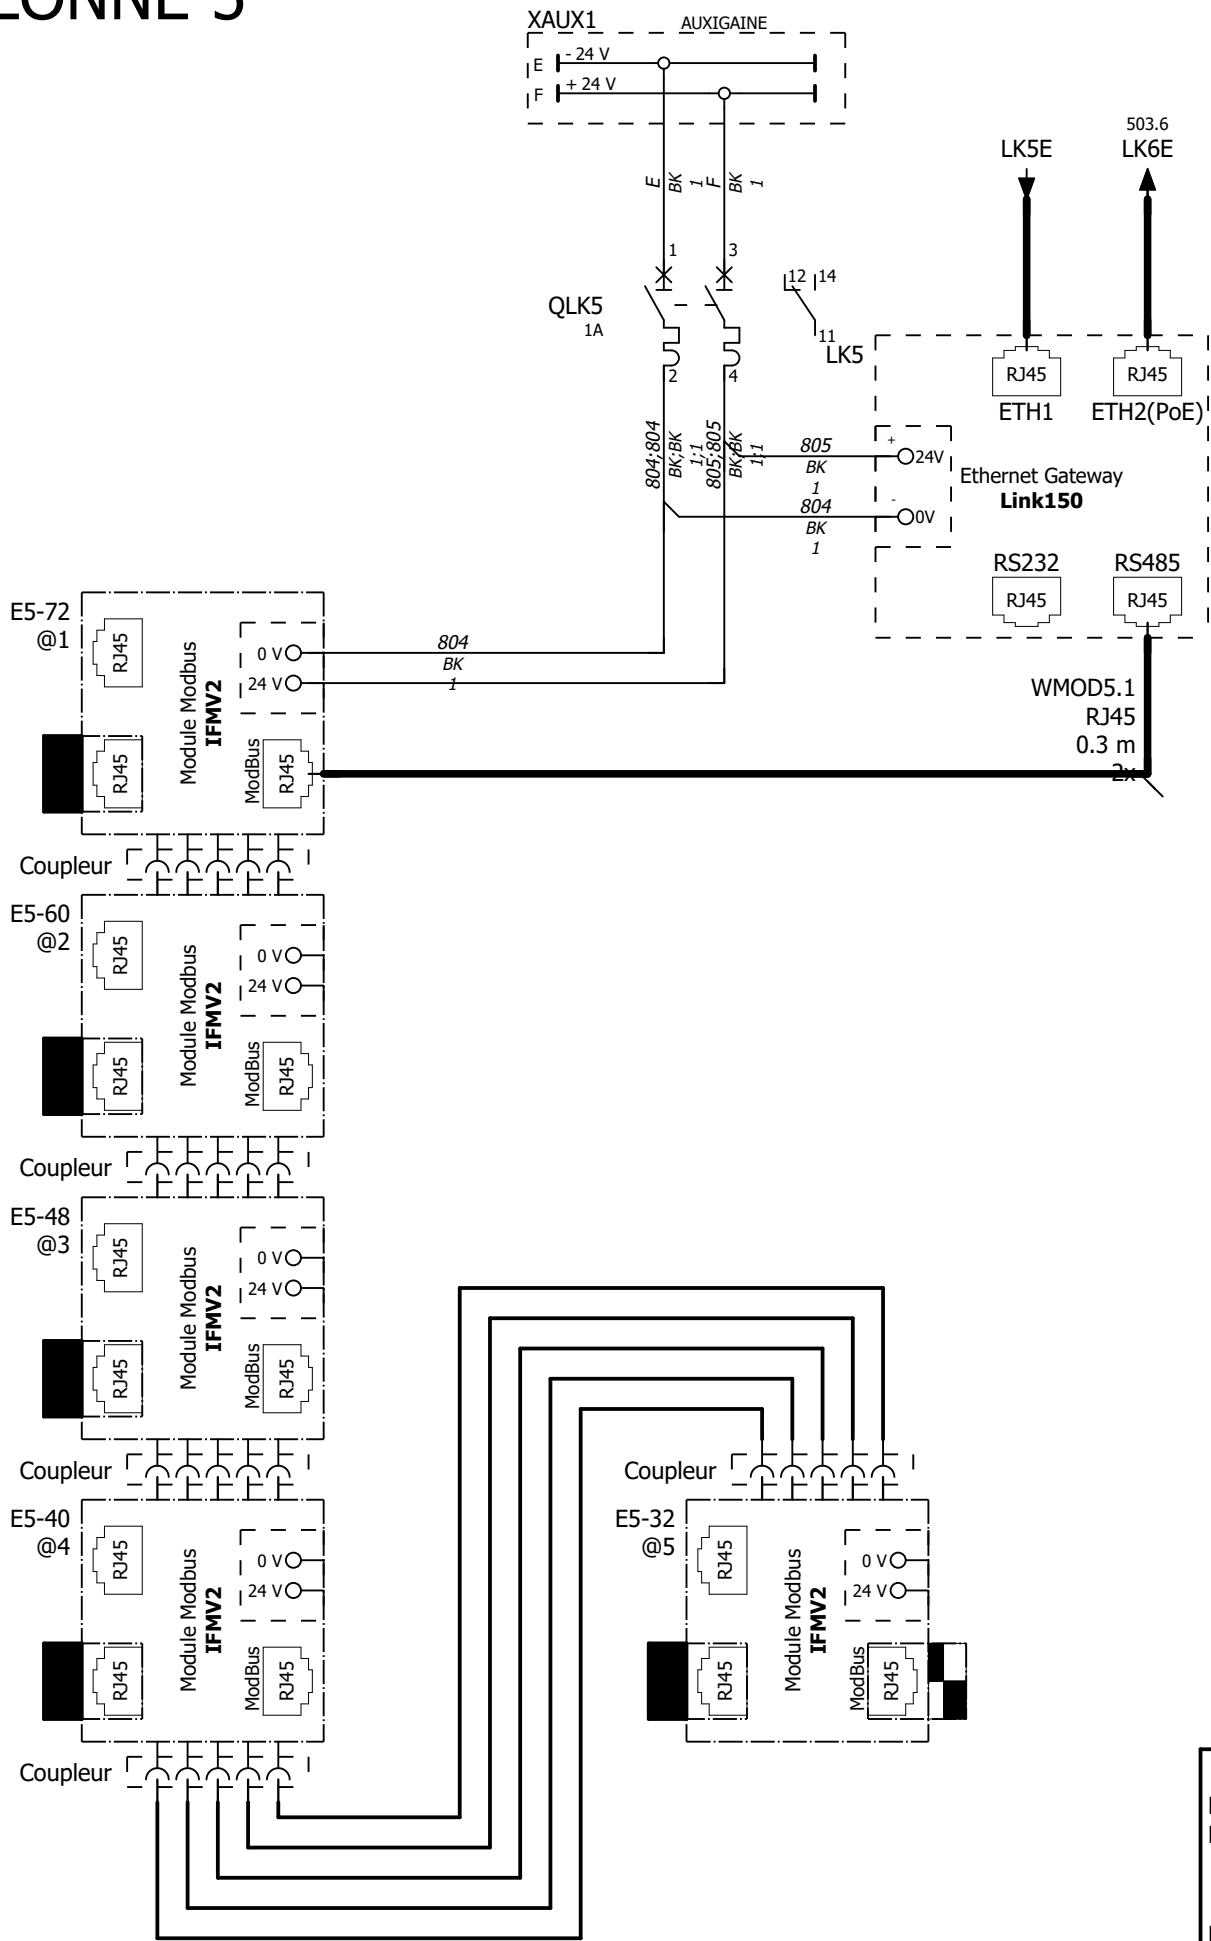 XAUX1
AUXIGAINE
E
- 24 V
F
+ 24 V
503.6
LK5E
LK6E
E
BK
1
F
BK
1
1
3
12
14
QLK5
1A
11
LK5
2
4
RJ45
RJ45
ETH1
ETH2(PoE)
804;804
BK;BK
1;1
805;805
BK;BK
1;1
805
BK
1
+
24V
804
BK
1
-
0V
Ethernet Gateway
Link150
RS232
RS485
RJ45
RJ45
E5-72
@1
RJ45
Module Modbus
IFMV2
0 V
24 V
804
BK
1
RJ45
ModBus
RJ45
WMOD5.1
RJ45
0.3 m
2x
Coupleur
E5-60
@2
RJ45
Module Modbus
IFMV2
0 V
24 V
RJ45
ModBus
RJ45
Coupleur
E5-48
@3
RJ45
Module Modbus
IFMV2
0 V
24 V
RJ45
ModBus
RJ45
Coupleur
Coupleur
E5-40
@4
RJ45
Module Modbus
IFMV2
0 V
24 V
RJ45
ModBus
RJ45
E5-32
@5
RJ45
Module Modbus
IFMV2
0 V
24 V
RJ45
ModBus
RJ45
Coupleur